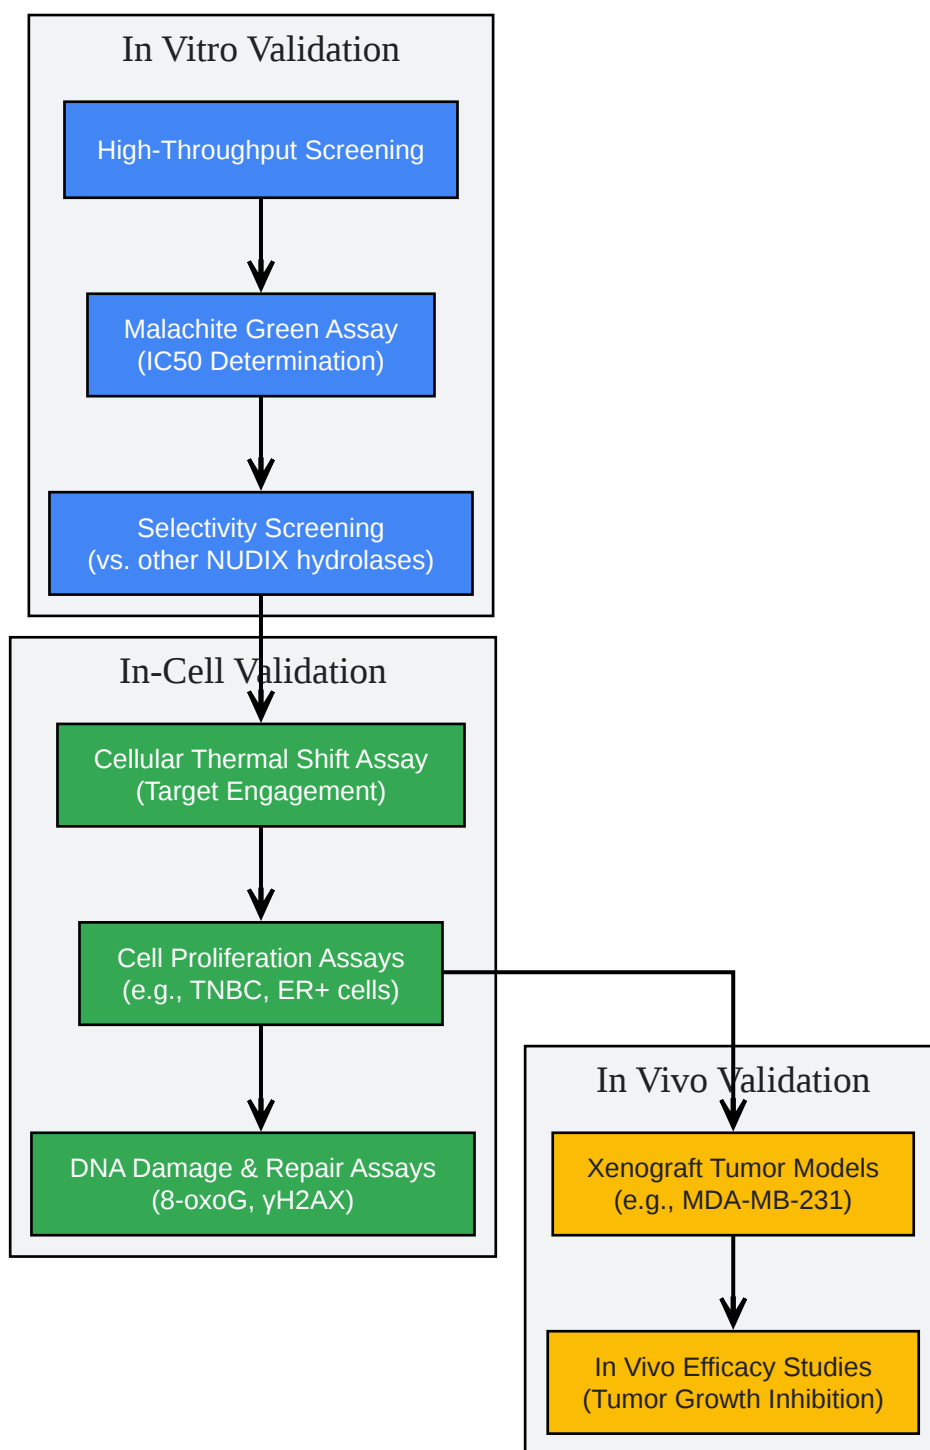 In Vitro Validation
High-Throughput Screening
Malachite Green Assay
(IC50 Determination)
Selectivity Screening
(vs. other NUDIX hydrolases)
In-Cell Validation
Cellular Thermal Shift Assay
(Target Engagement)
Cell Proliferation Assays
(e.g., TNBC, ER+ cells)
DNA Damage & Repair Assays
(8-oxoG, γH2AX)
In Vivo Validation
Xenograft Tumor Models
(e.g., MDA-MB-231)
In Vivo Efficacy Studies
(Tumor Growth Inhibition)